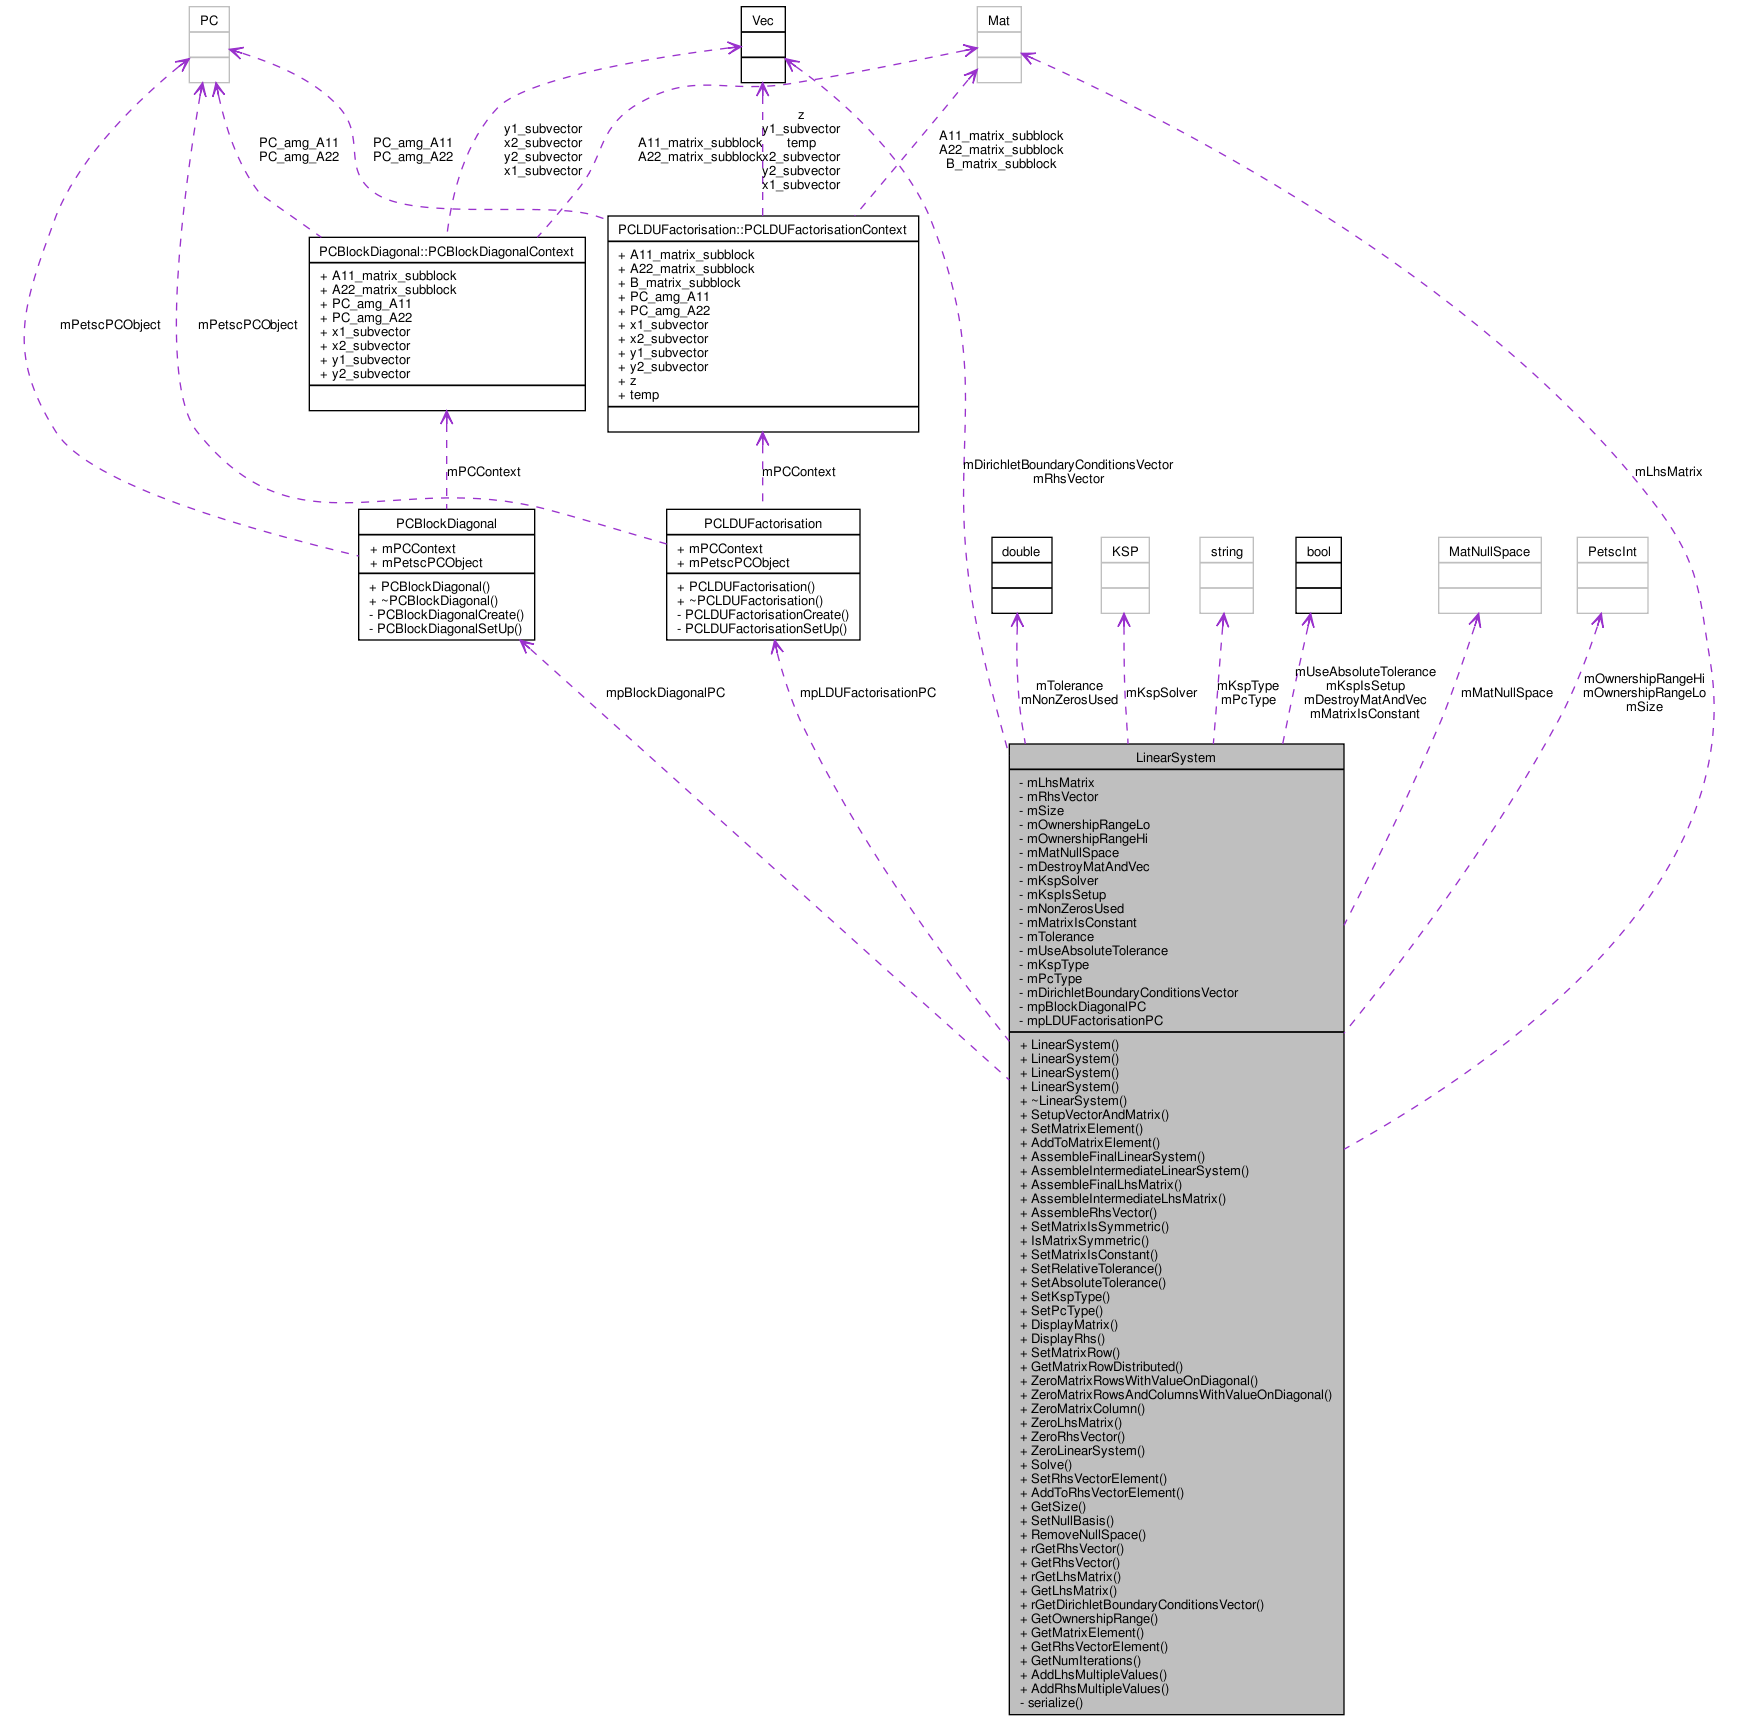 PC
Vec
Mat
PC_amg_A11
PC_amg_A22
PC_amg_A11
PC_amg_A22
y1_subvector
x2_subvector
y2_subvector
x1_subvector
A11_matrix_subblock
A22_matrix_subblock
z
y1_subvector
temp
x2_subvector
y2_subvector
x1_subvector
A11_matrix_subblock
A22_matrix_subblock
B_matrix_subblock
mPetscPCObject
mPetscPCObject
PCBlockDiagonal::PCBlockDiagonalContext
+ A11_matrix_subblock
+ A22_matrix_subblock
+ PC_amg_A11
+ PC_amg_A22
+ x1_subvector
+ x2_subvector
+ y1_subvector
+ y2_subvector
PCLDUFactorisation::PCLDUFactorisationContext
+ A11_matrix_subblock
+ A22_matrix_subblock
+ B_matrix_subblock
+ PC_amg_A11
+ PC_amg_A22
+ x1_subvector
+ x2_subvector
+ y1_subvector
+ y2_subvector
+ z
+ temp
mPCContext
mPCContext
mDirichletBoundaryConditionsVector
mRhsVector
mLhsMatrix
PCBlockDiagonal
+ mPCContext
+ mPetscPCObject
+ PCBlockDiagonal()
+ ~PCBlockDiagonal()
- PCBlockDiagonalCreate()
- PCBlockDiagonalSetUp()
PCLDUFactorisation
+ mPCContext
+ mPetscPCObject
+ PCLDUFactorisation()
+ ~PCLDUFactorisation()
- PCLDUFactorisationCreate()
- PCLDUFactorisationSetUp()
double
KSP
string
bool
MatNullSpace
PetscInt
mpBlockDiagonalPC
mpLDUFactorisationPC
mTolerance
mNonZerosUsed
mKspSolver
mKspType
mPcType
mUseAbsoluteTolerance
mKspIsSetup
mDestroyMatAndVec
mMatrixIsConstant
mMatNullSpace
mOwnershipRangeHi
mOwnershipRangeLo
mSize
LinearSystem
- mLhsMatrix
- mRhsVector
- mSize
- mOwnershipRangeLo
- mOwnershipRangeHi
- mMatNullSpace
- mDestroyMatAndVec
- mKspSolver
- mKspIsSetup
- mNonZerosUsed
- mMatrixIsConstant
- mTolerance
- mUseAbsoluteTolerance
- mKspType
- mPcType
- mDirichletBoundaryConditionsVector
- mpBlockDiagonalPC
- mpLDUFactorisationPC
+ LinearSystem()
+ LinearSystem()
+ LinearSystem()
+ LinearSystem()
+ ~LinearSystem()
+ SetupVectorAndMatrix()
+ SetMatrixElement()
+ AddToMatrixElement()
+ AssembleFinalLinearSystem()
+ AssembleIntermediateLinearSystem()
+ AssembleFinalLhsMatrix()
+ AssembleIntermediateLhsMatrix()
+ AssembleRhsVector()
+ SetMatrixIsSymmetric()
+ IsMatrixSymmetric()
+ SetMatrixIsConstant()
+ SetRelativeTolerance()
+ SetAbsoluteTolerance()
+ SetKspType()
+ SetPcType()
+ DisplayMatrix()
+ DisplayRhs()
+ SetMatrixRow()
+ GetMatrixRowDistributed()
+ ZeroMatrixRowsWithValueOnDiagonal()
+ ZeroMatrixRowsAndColumnsWithValueOnDiagonal()
+ ZeroMatrixColumn()
+ ZeroLhsMatrix()
+ ZeroRhsVector()
+ ZeroLinearSystem()
+ Solve()
+ SetRhsVectorElement()
+ AddToRhsVectorElement()
+ GetSize()
+ SetNullBasis()
+ RemoveNullSpace()
+ rGetRhsVector()
+ GetRhsVector()
+ rGetLhsMatrix()
+ GetLhsMatrix()
+ rGetDirichletBoundaryConditionsVector()
+ GetOwnershipRange()
+ GetMatrixElement()
+ GetRhsVectorElement()
+ GetNumIterations()
+ AddLhsMultipleValues()
+ AddRhsMultipleValues()
- serialize()